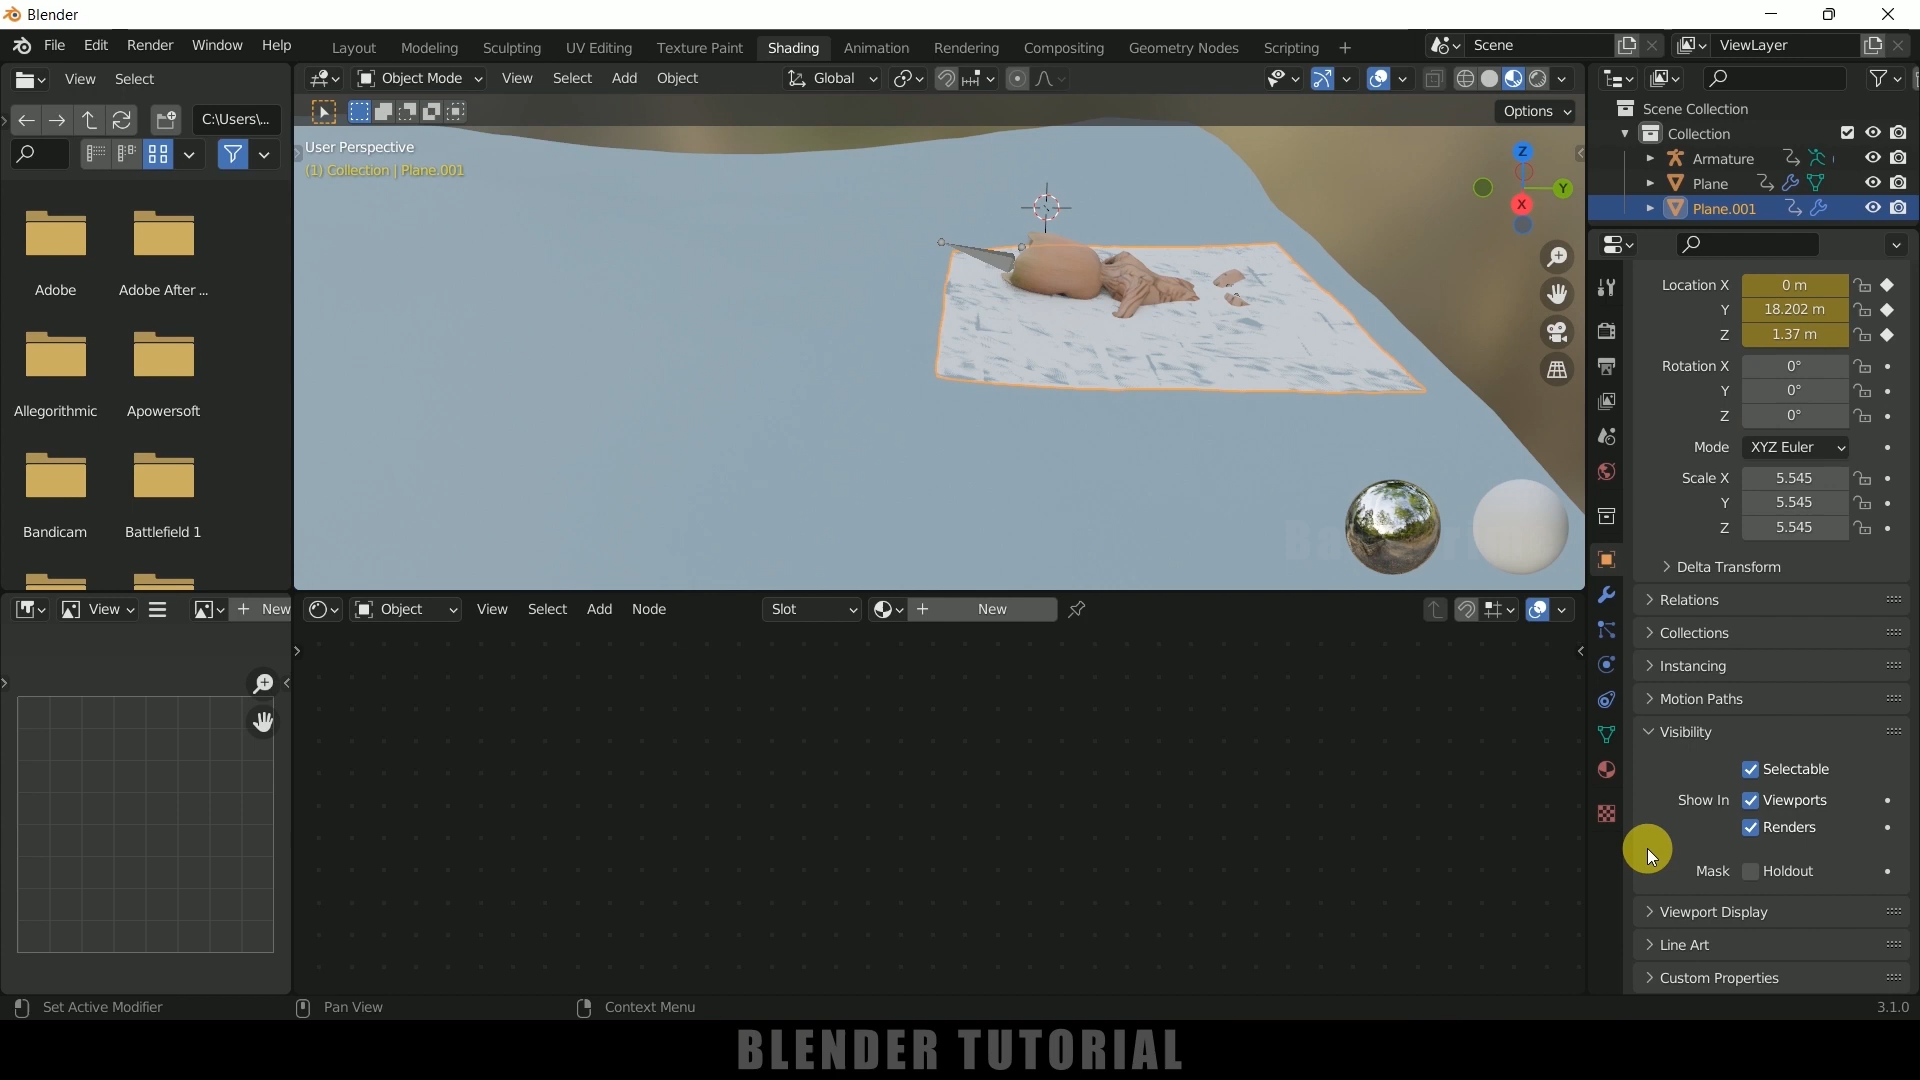 Blender
File Edit Render Window Help
Layout Modeling Sculpting UV Editing Texture Paint Shading Animation Rendering Compositing Geometry Nodes Scripting
Scene
ViewLayer
View Select
Object Mode View Select Add Object
Global
C:\Users\...
Options
Scene Collection
Collection
Armature
Plane
Plane.001
User Perspective
(1) Collection | Plane.001
Z
Y
X
Adobe
Adobe After ...
Allegorithmic
Apowersoft
Bandicam
Battlefield 1
Location X 0 m
Y 18.202 m
Z 1.37 m
Rotation X 0°
Y 0°
Z 0°
Mode XYZ Euler
Scale X 5.545
Y 5.545
Z 5.545
Delta Transform
Relations
Collections
Instancing
Motion Paths
Visibility
Selectable
Show In Viewports
Renders
Mask Holdout
Viewport Display
Line Art
Custom Properties
View
New
Object View Select Add Node
Slot
New
Set Active Modifier
Pan View
Context Menu
3.1.0
BLENDER TUTORIAL